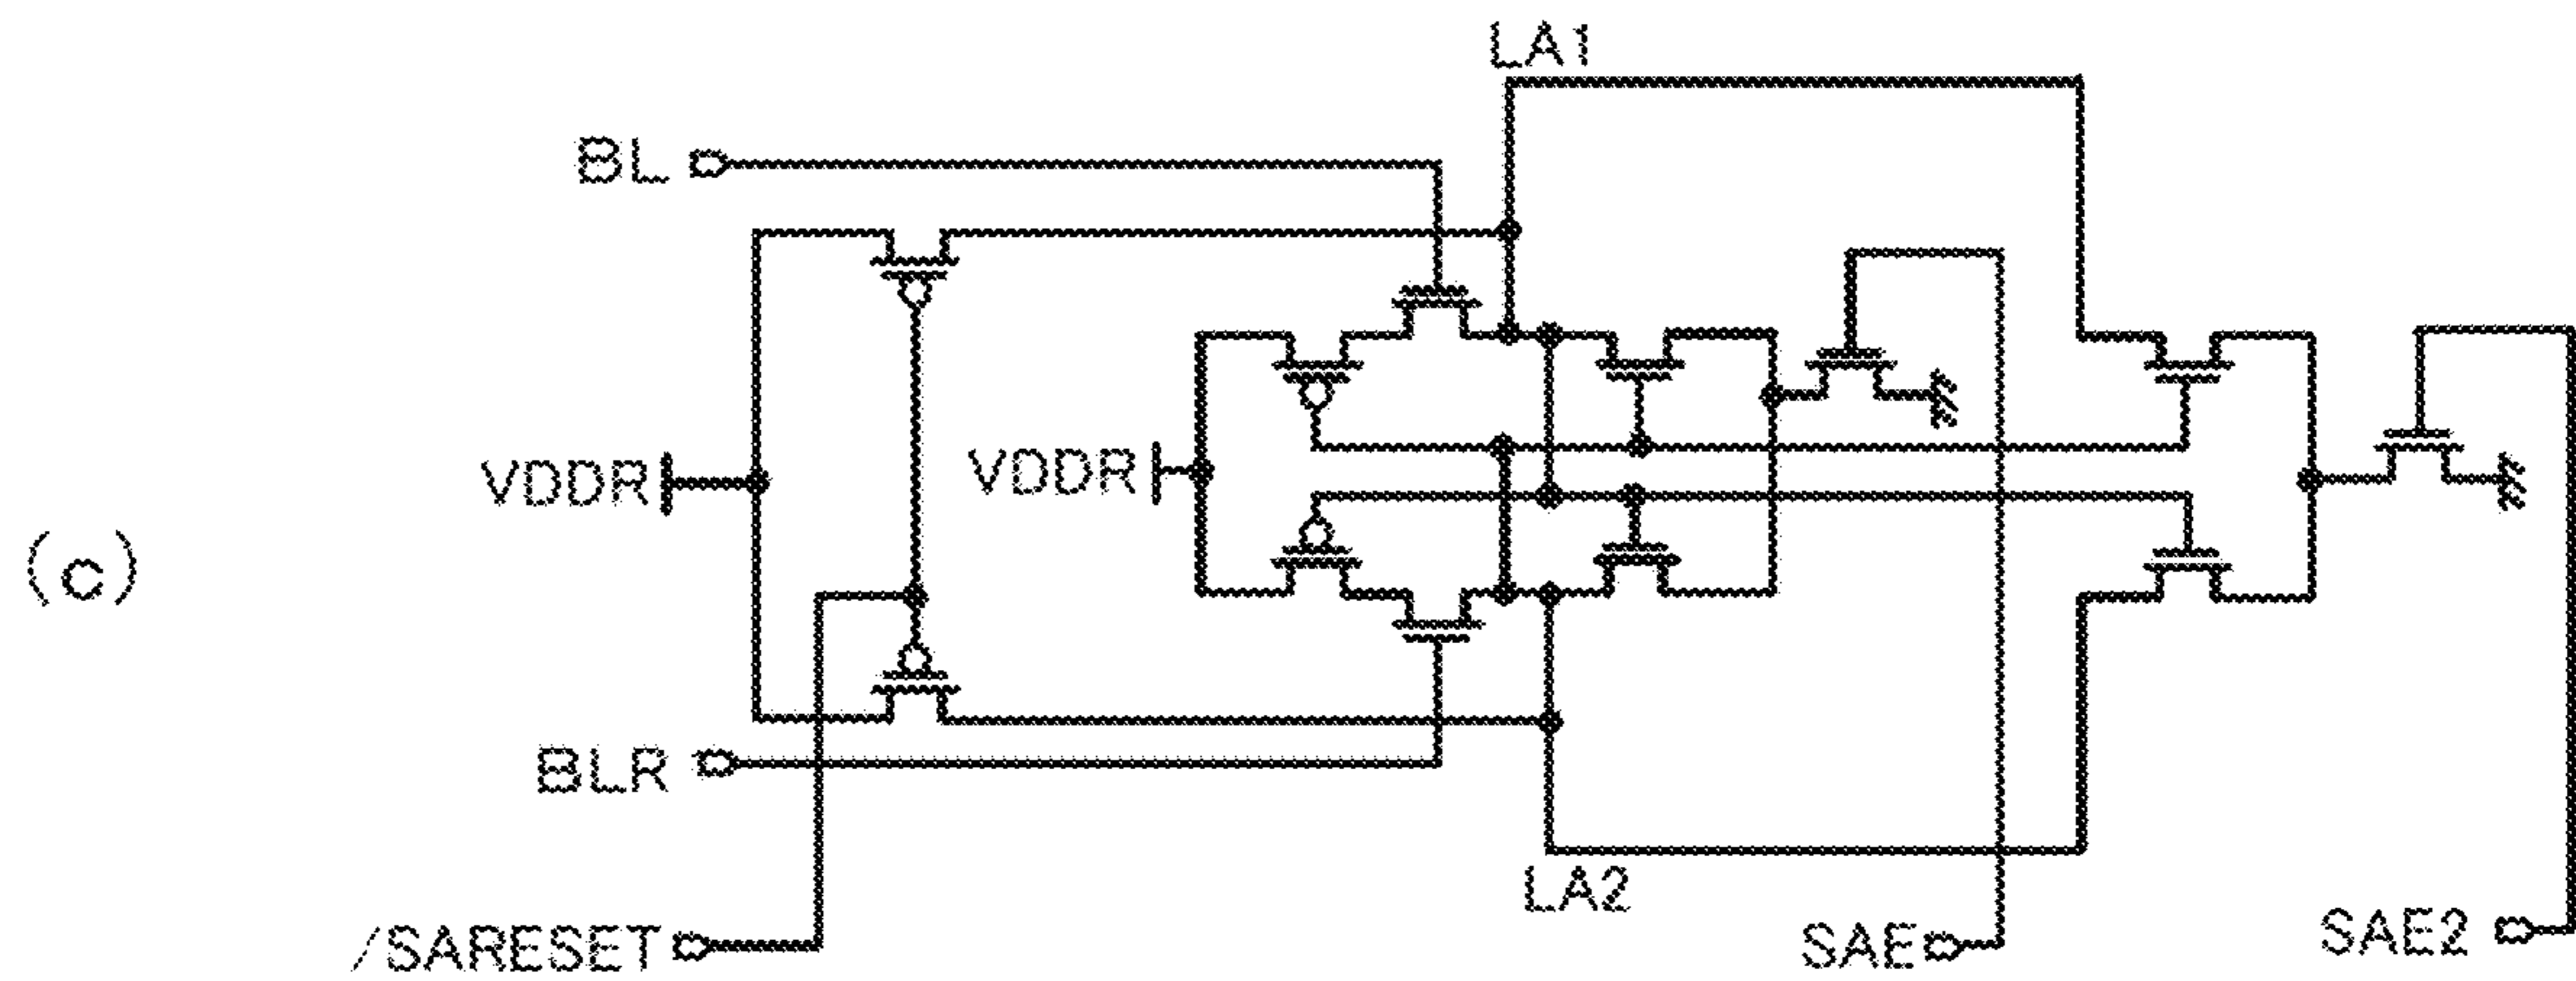 LA1
BL
VDDR
VDDR
(c)
BLR
LA2
/SARESET
SAE
SAE2